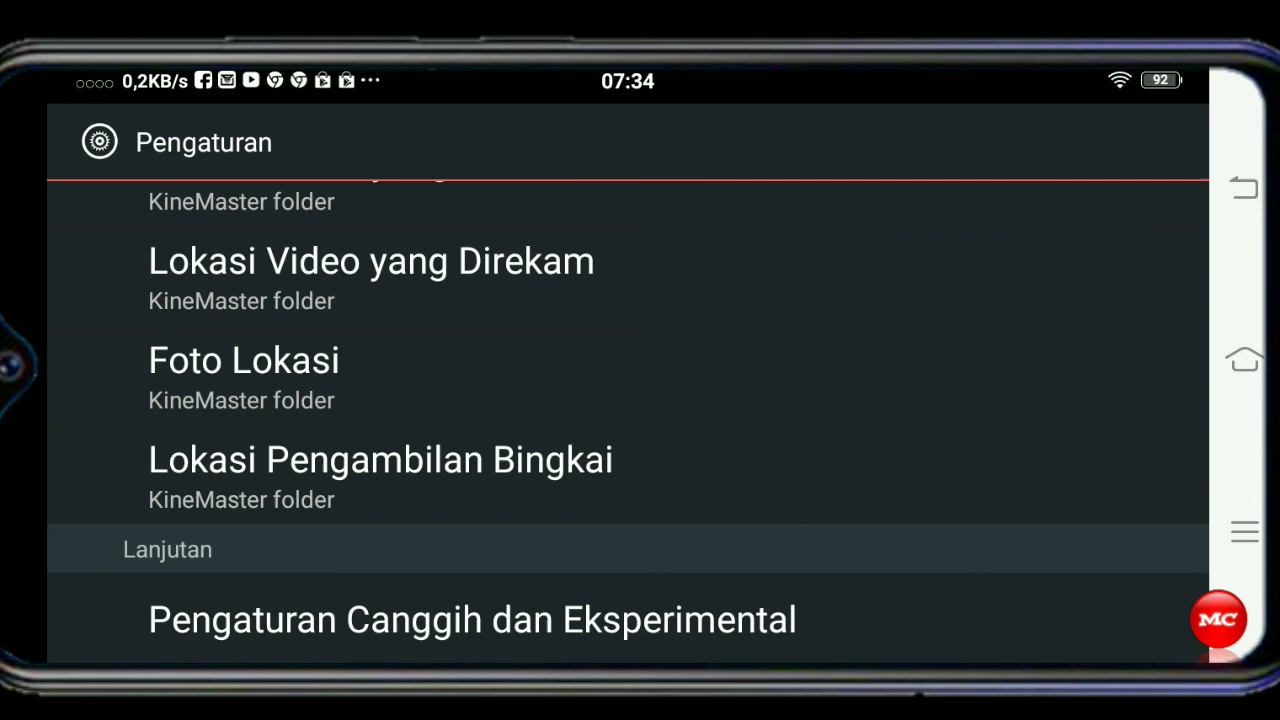 0,2KB/s
07:34
92
Pengaturan
KineMaster folder
Lokasi Video yang Direkam
KineMaster folder
Foto Lokasi
KineMaster folder
Lokasi Pengambilan Bingkai
KineMaster folder
Lanjutan
Pengaturan Canggih dan Eksperimental
MC